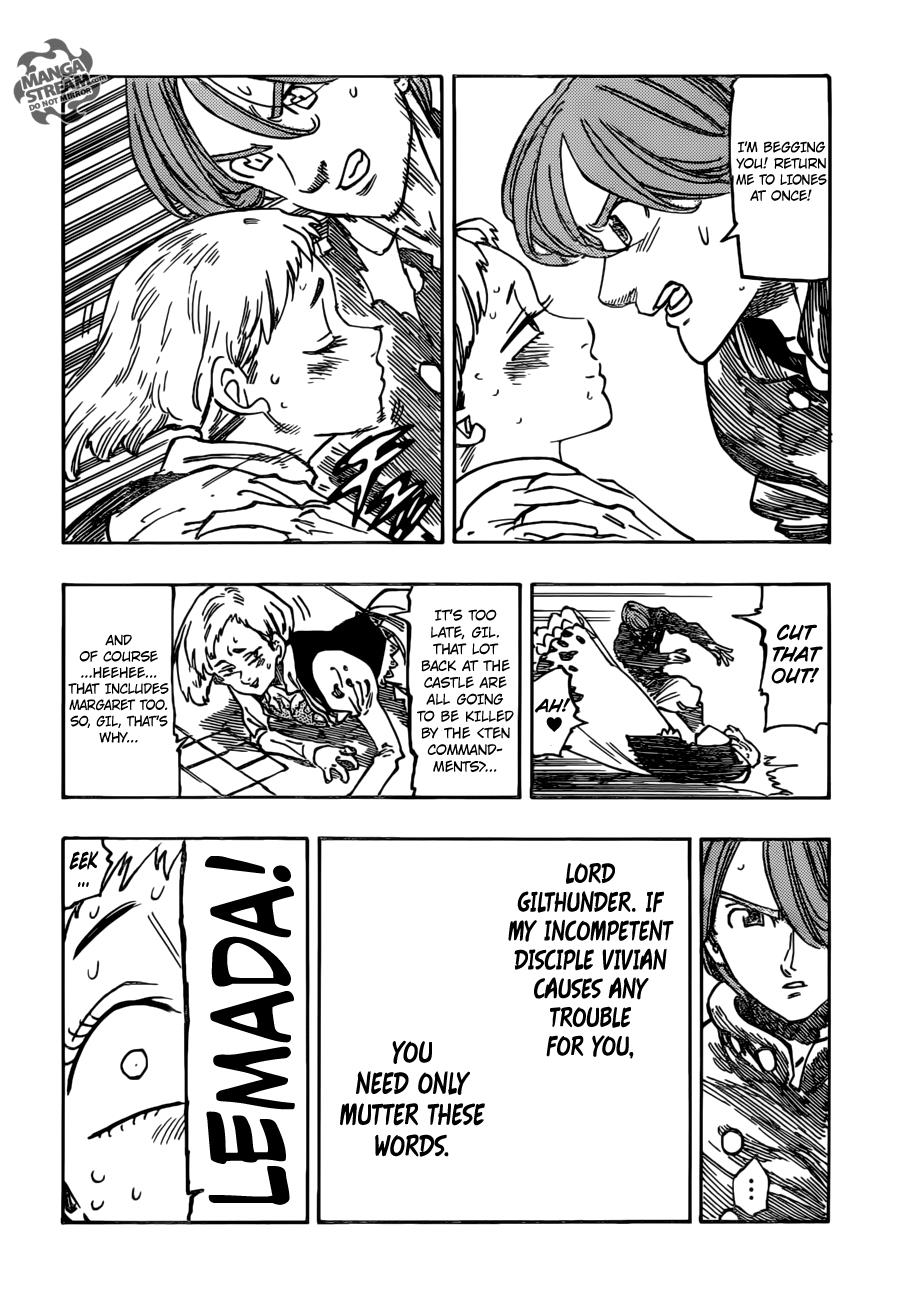 MANGA
STREAM.com
DO NOT MIRROR
I'M BEGGING
YOU! RETURN
ME TO LIONES
AT ONCE!
CUT
THAT
OUT!
AH!
♥
IT'S TOO
LATE, GIL.
THAT LOT
BACK AT THE
CASTLE ARE
ALL GOING
TO BE KILLED
BY THE <TEN
COMMAND-
MENTS>...
AND
OF COURSE
...HEEHEE...
THAT INCLUDES
MARGARET TOO.
SO, GIL, THAT'S
WHY...
...
LORD
GILTHUNDER. IF
MY INCOMPETENT
DISCIPLE VIVIAN
CAUSES ANY
TROUBLE
FOR YOU,
YOU
NEED ONLY
MUTTER THESE
WORDS.
LEMADA!
EEK
...